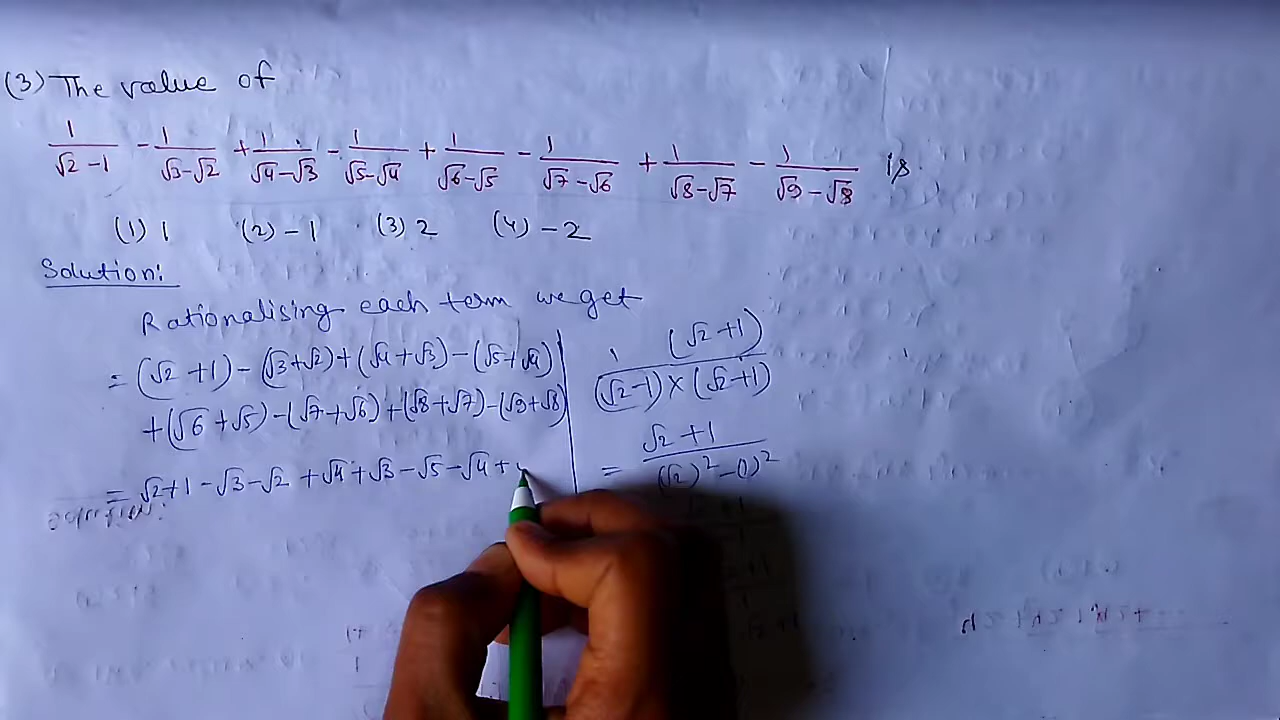 (3) The value of
1/(√2 - 1) - 1/(√3-√2) + 1/(√4-√3) - 1/(√5-√4) + 1/(√6-√5) - 1/(√7-√6) + 1/(√8-√7) - 1/(√9-√8) is
(1) 1 (2) -1 (3) 2 (4) -2
Solution:
Rationalising each term we get
= (√2 +1) - (√3+√2) + (√4+√3) - (√5+√4)
+(√6+√5) - (√7+√6) + (√8+√7) - (√9+√8)
= √2+1 - √3-√2 + √4+√3 - √5-√4 +
1 (√2+1)
(√2-1) × (√2+1)
= √2 +1
(√2)² - (1)²